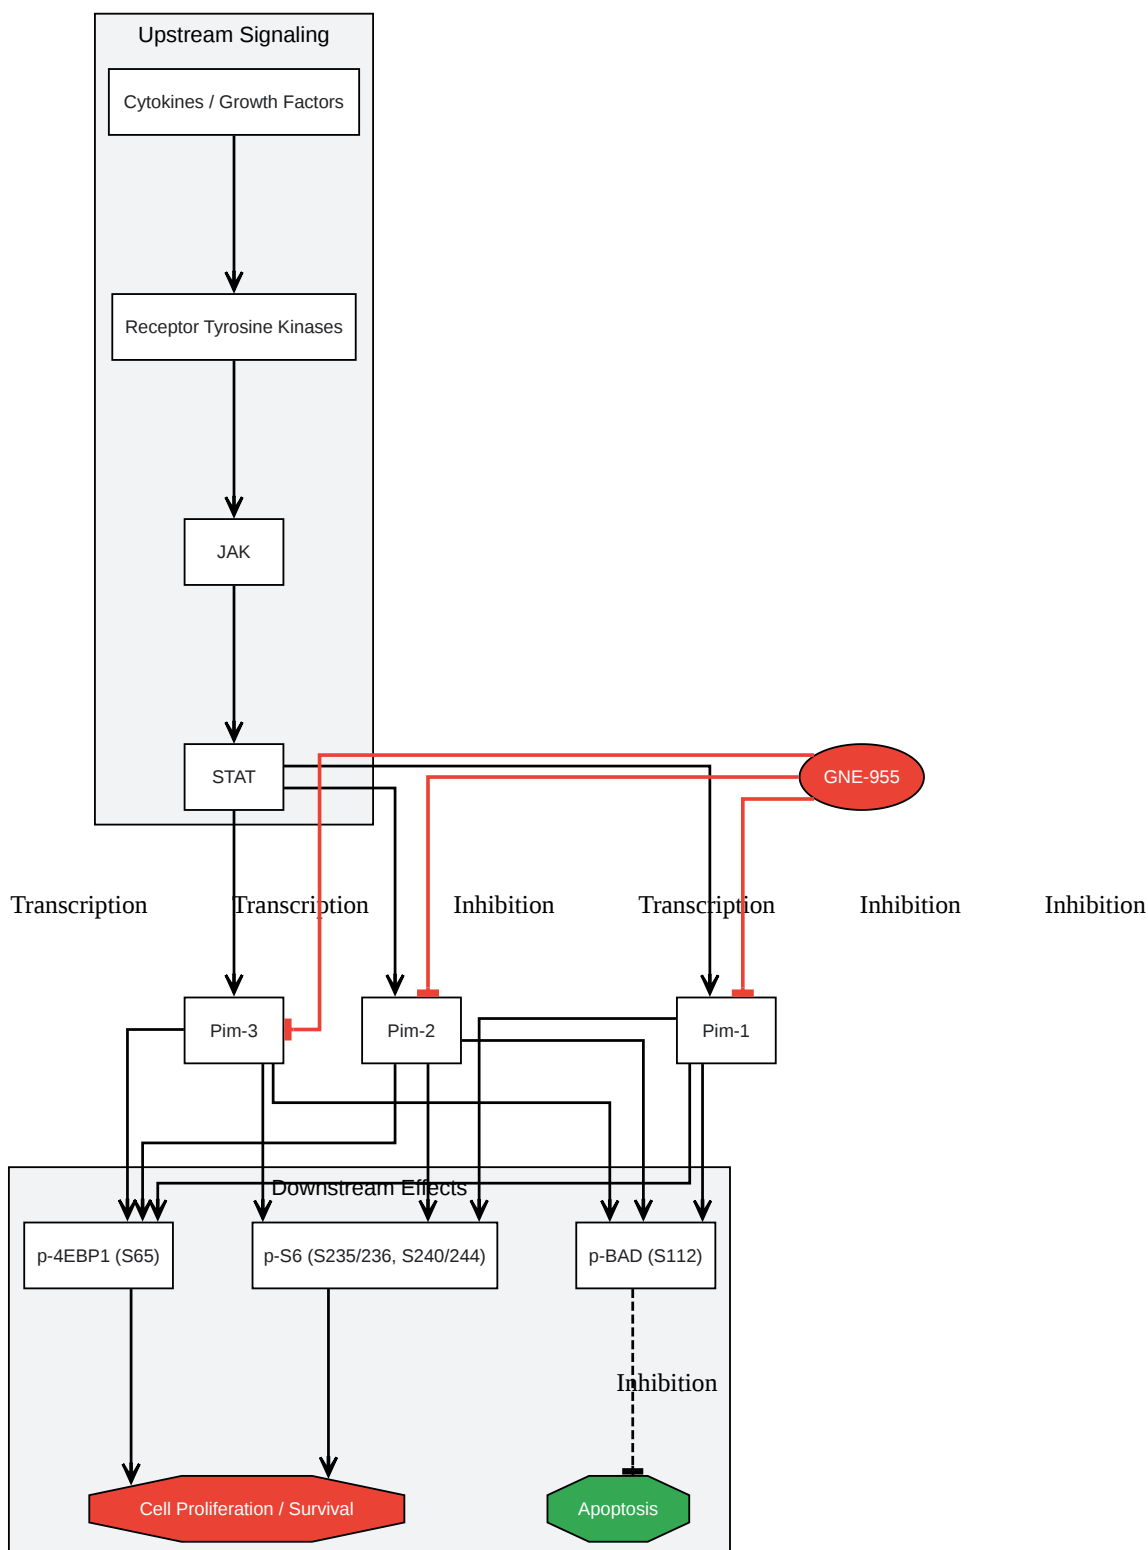 Upstream Signaling
Cytokines / Growth Factors
Receptor Tyrosine Kinases
JAK
STAT
GNE-955
Transcription
Transcription
Inhibition
Transcription
Inhibition
Inhibition
Pim-3
Pim-2
Pim-1
Downstream Effects
p-4EBP1 (S65)
p-S6 (S235/236, S240/244)
p-BAD (S112)
Inhibition
Cell Proliferation / Survival
Apoptosis